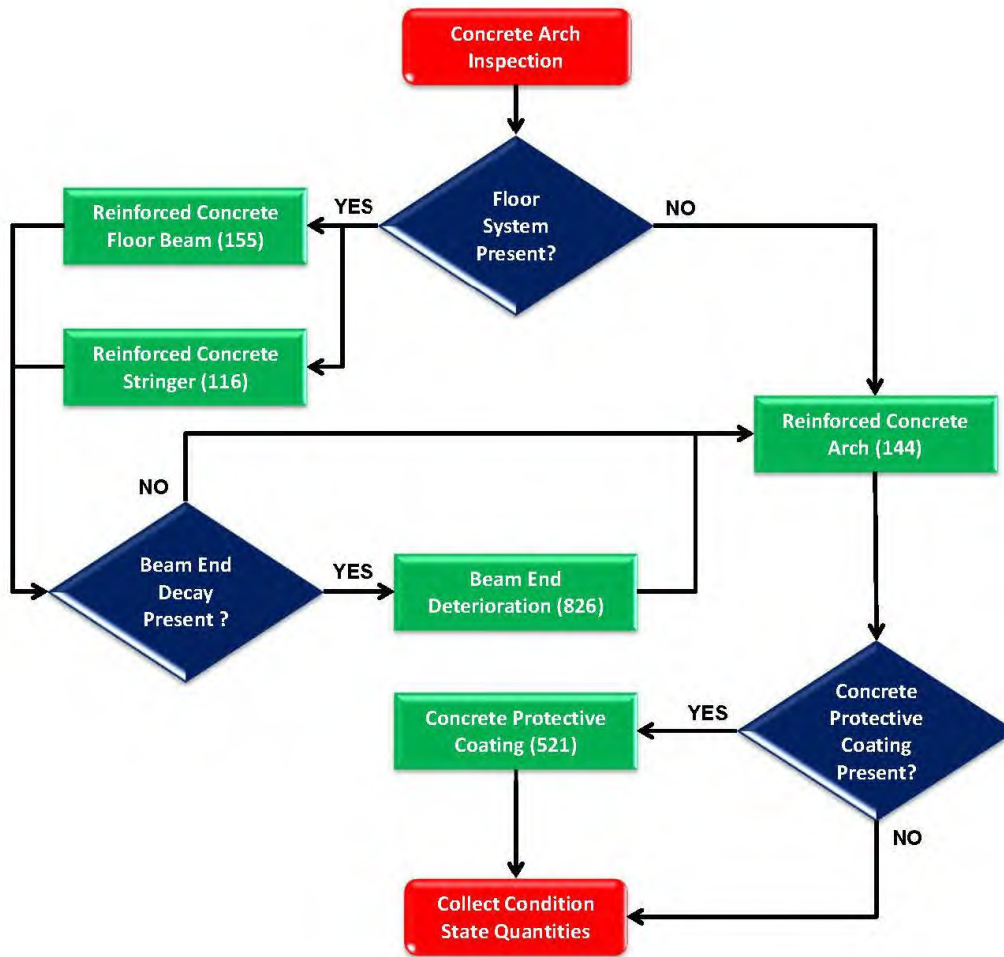 Concrete Arch
Inspection
Floor
System
Present?
YES
NO
Reinforced Concrete
Floor Beam (155)
Reinforced Concrete
Stringer (116)
Reinforced Concrete
Arch (144)
NO
Beam End
Decay
Present ?
YES
Beam End
Deterioration (826)
Concrete
Protective
Coating
Present?
YES
Concrete Protective
Coating (521)
NO
Collect Condition
State Quantities